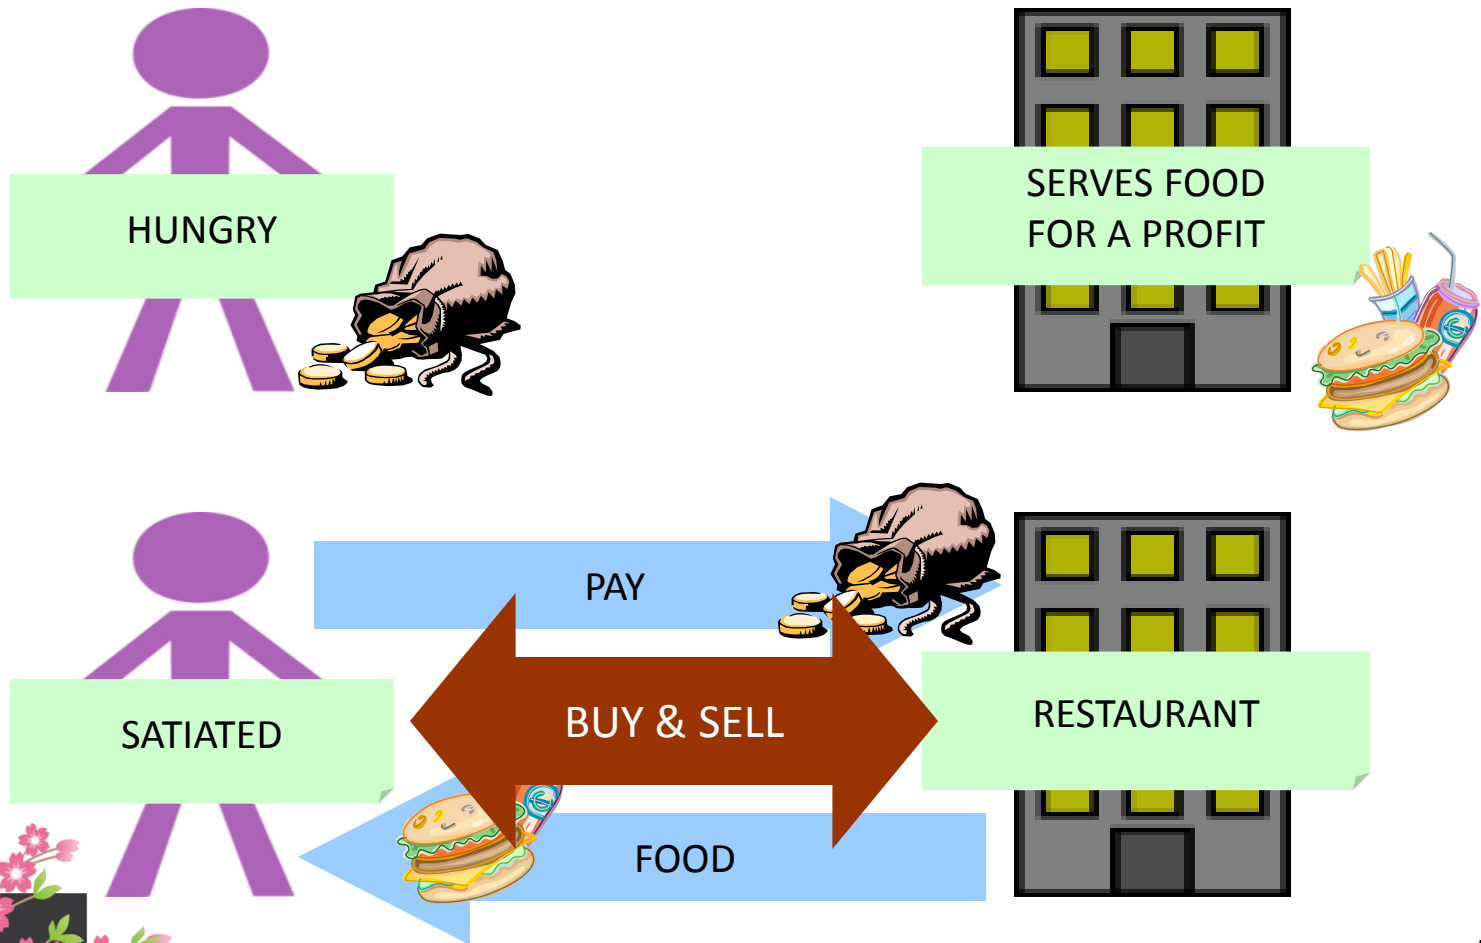 HUNGRY
SERVES FOOD
FOR A PROFIT
PAY
SATIATED
BUY & SELL
RESTAURANT
FOOD